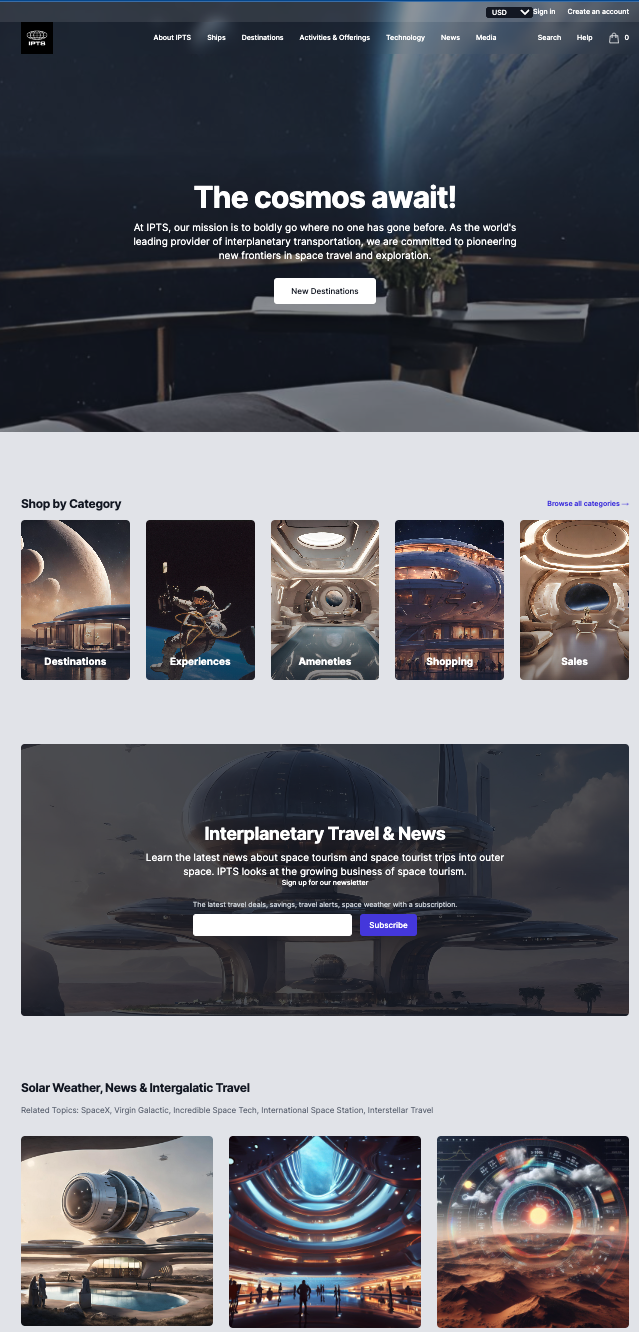 USD Sign in Create an account
IPTS
About IPTS Ships Destinations Activities & Offerings Technology News Media Search Help 0
The cosmos await!
At IPTS, our mission is to boldly go where no one has gone before. As the world's
leading provider of interplanetary transportation, we are committed to pioneering
new frontiers in space travel and exploration.
New Destinations
Shop by Category
Browse all categories →
Destinations
Experiences
Ameneties
Shopping
Sales
Interplanetary Travel & News
Learn the latest news about space tourism and space tourist trips into outer
space. IPTS looks at the growing business of space tourism.
Sign up for our newsletter
The latest travel deals, savings, travel alerts, space weather with a subscription.
Subscribe
Solar Weather, News & Intergalatic Travel
Related Topics: SpaceX, Virgin Galactic, Incredible Space Tech, International Space Station, Interstellar Travel